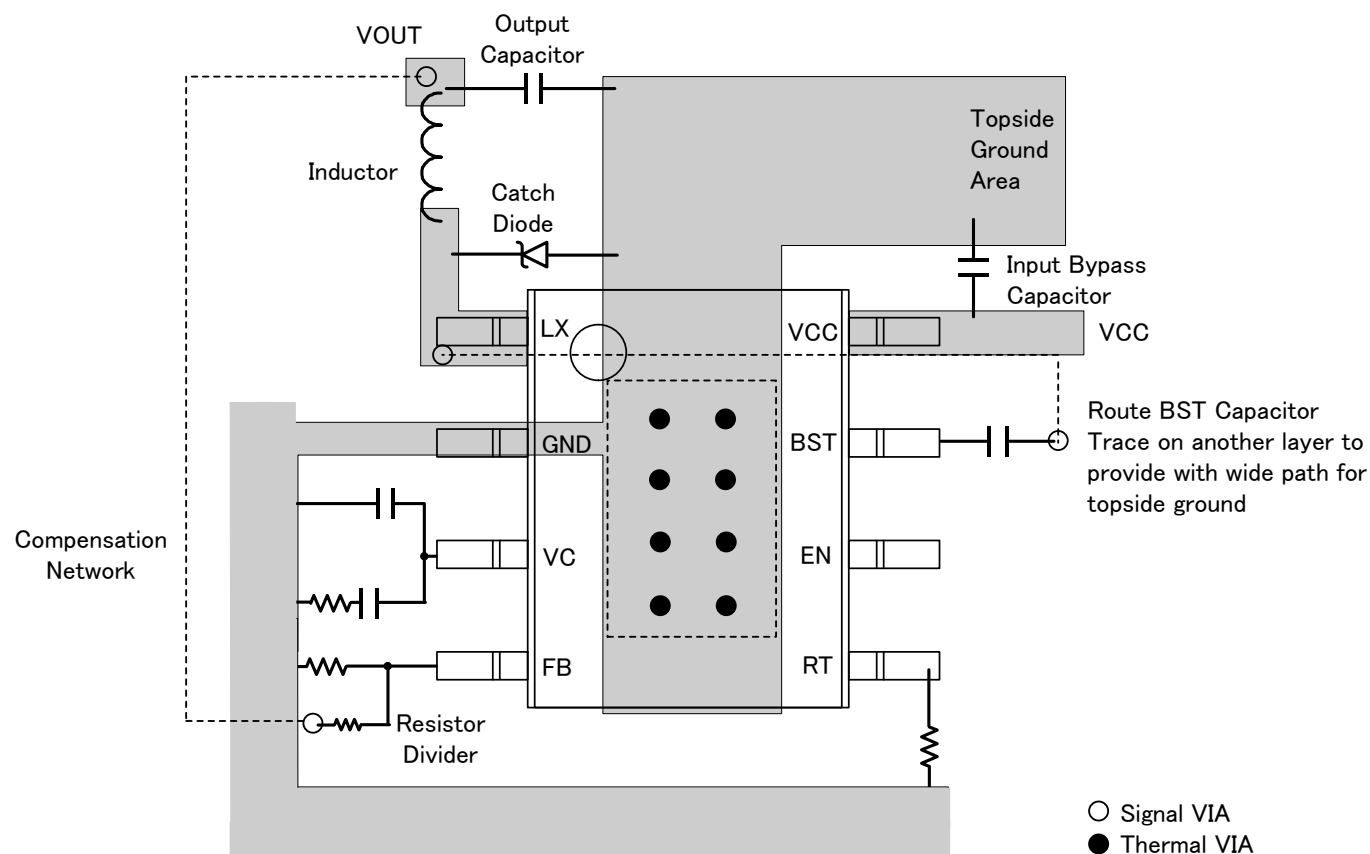 VOUT
Output
Capacitor
Topside
Ground
Area
Inductor
Catch
Diode
Input Bypass
Capacitor
LX
VCC
VCC
GND
BST
Route BST Capacitor
Trace on another layer to
provide with wide path for
topside ground
Compensation
Network
VC
EN
FB
RT
Resistor
Divider
Signal VIA
Thermal VIA